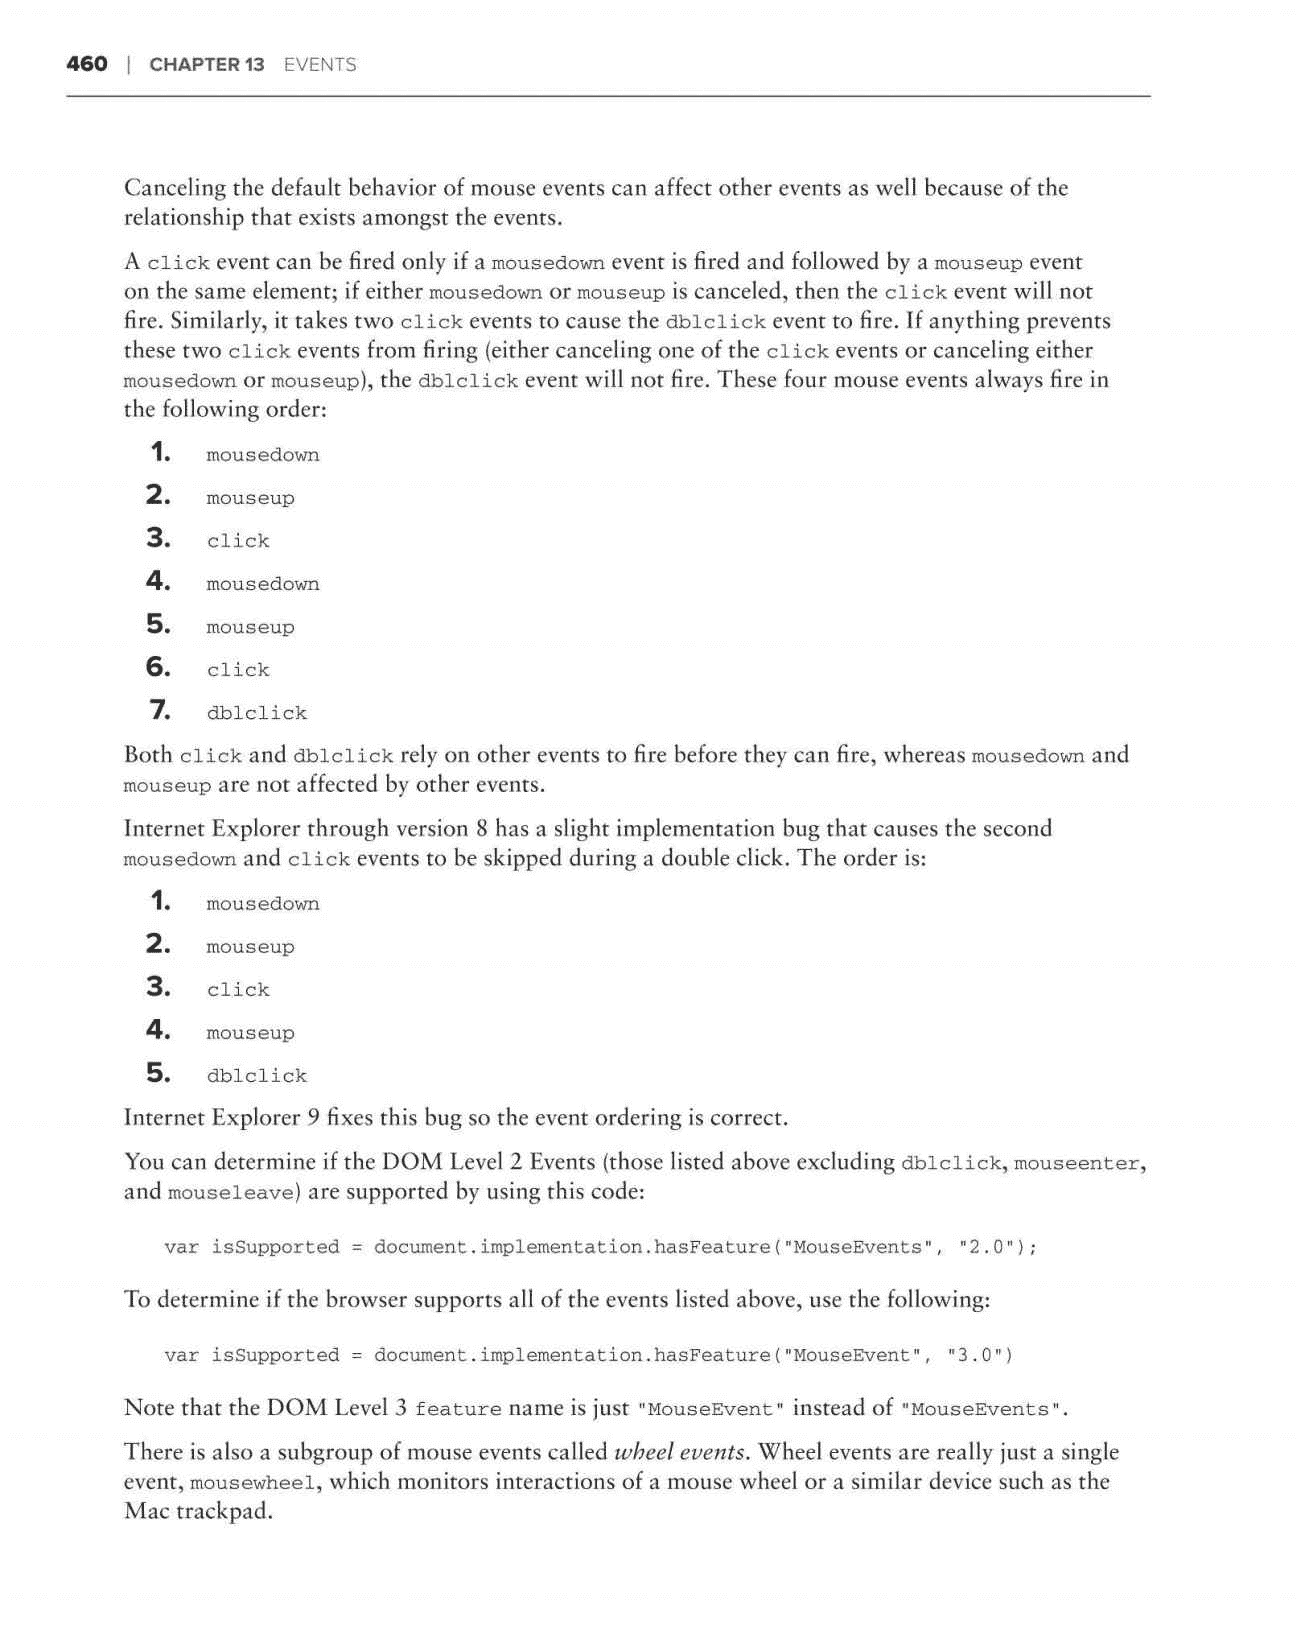 460 | CHAPTER 13 EVENTS
Canceling the default behavior of mouse events can affect other events as well because of the
relationship that exists amongst the events.
A click event can be fired only if a mousedown event is fired and followed by a mouseup event
on the same element; if either mousedown or mouseup is canceled, then the click event will not
fire. Similarly, it takes two click events to cause the dblclick event to fire. If anything prevents
these two click events from firing (either canceling one of the click events or canceling either
mousedown or mouseup), the dblclick event will not fire. These four mouse events always fire in
the following order:
1. mousedown
2. mouseup
3. click
4. mousedown
5. mouseup
6. click
7. dblclick
Both click and dblclick rely on other events to fire before they can fire, whereas mousedown and
mouseup are not affected by other events.
Internet Explorer through version 8 has a slight implementation bug that causes the second
mousedown and click events to be skipped during a double click. The order is:
1. mousedown
2. mouseup
3. click
4. mouseup
5. dblclick
Internet Explorer 9 fixes this bug so the event ordering is correct.
You can determine if the DOM Level 2 Events (those listed above excluding dblclick, mouseenter,
and mouseleave) are supported by using this code:
var isSupported = document.implementation.hasFeature("MouseEvents", "2.0");
To determine if the browser supports all of the events listed above, use the following:
var isSupported = document.implementation.hasFeature("MouseEvent", "3.0")
Note that the DOM Level 3 feature name is just "MouseEvent" instead of "MouseEvents".
There is also a subgroup of mouse events called wheel events. Wheel events are really just a single
event, mousewheel, which monitors interactions of a mouse wheel or a similar device such as the
Mac trackpad.